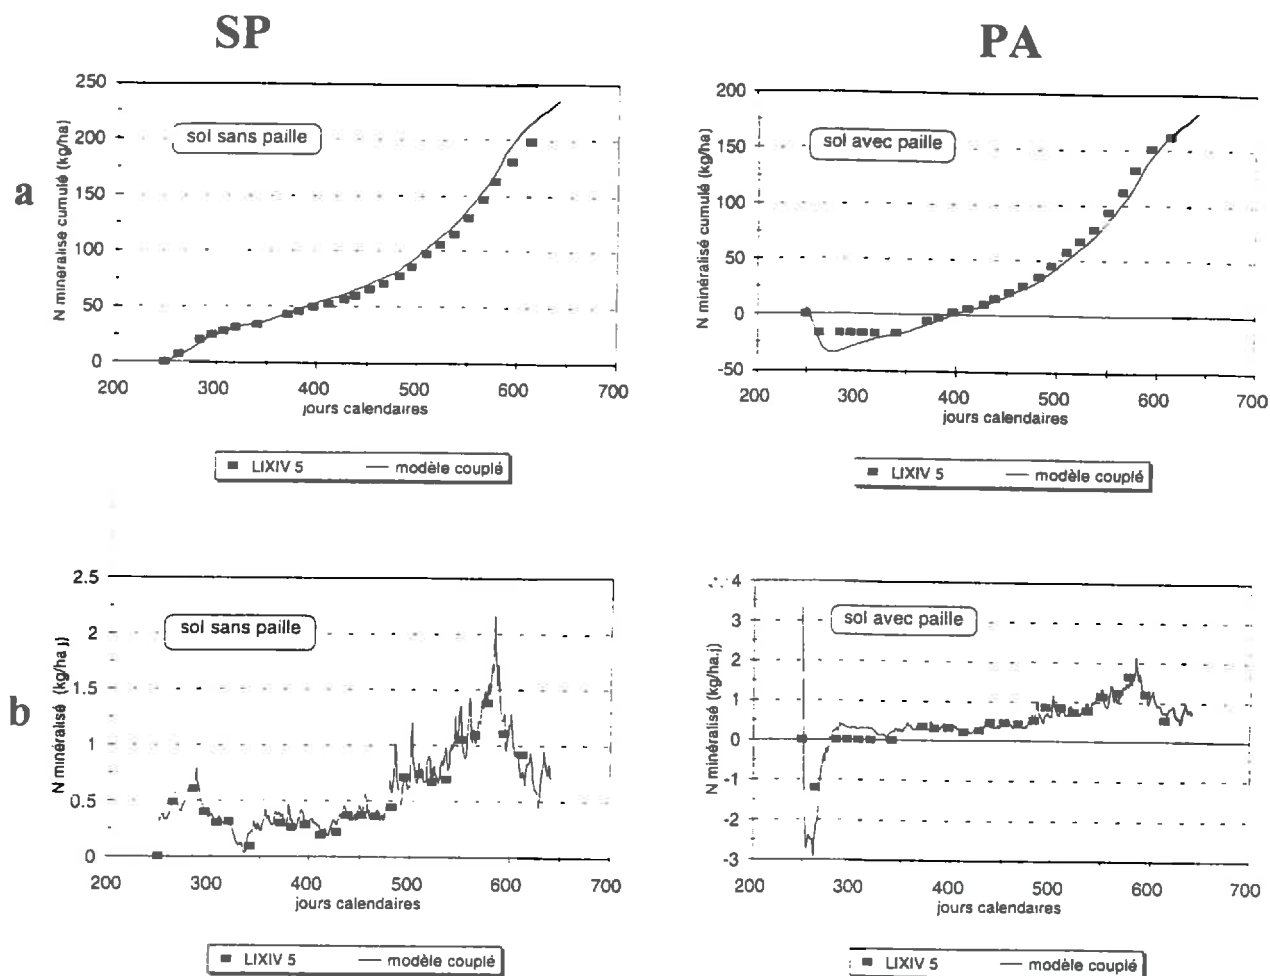 SP
PA
a
N minéralisé cumulé (kg/ha)
250
200
150
100
50
0
sol sans paille
200 300 400 500 600 700
jours calendaires
LIXIV 5 modèle couplé
N minéralisé cumulé (kg/ha)
200
150
100
50
0
-50
sol avec paille
200 300 400 500 600 700
jours calendaires
LIXIV 5 modèle couplé
b
N minéralisé (kg/ha j)
2.5
2
1.5
1
0.5
0
sol sans paille
200 300 400 500 600 700
jours calendaires
LIXIV 5 modèle couplé
N minéralisé (kg/ha.j)
4
3
2
1
0
-1
-2
-3
sol avec paille
200 300 400 500 600 700
jours calendaires
LIXIV 5 modèle couplé